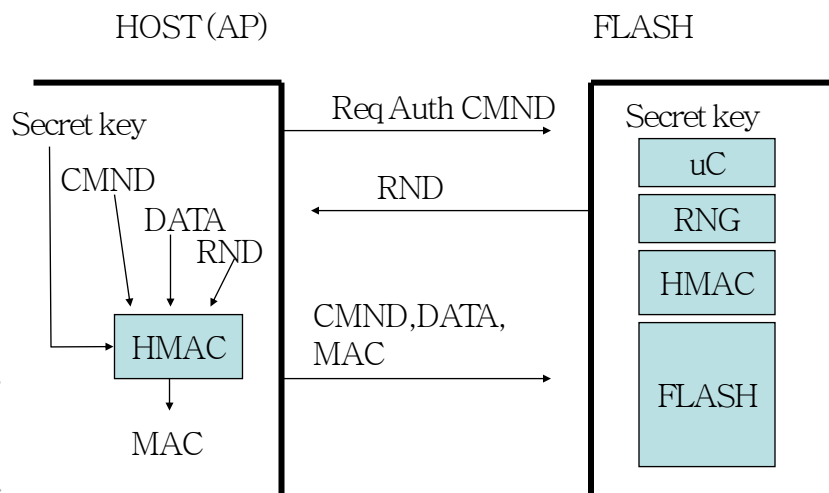 HOST (AP)
FLASH
Secret key
CMND
DATA
RND
HMAC
MAC
Req Auth CMND
RND
CMND,DATA,
MAC
Secret key
uC
RNG
HMAC
FLASH